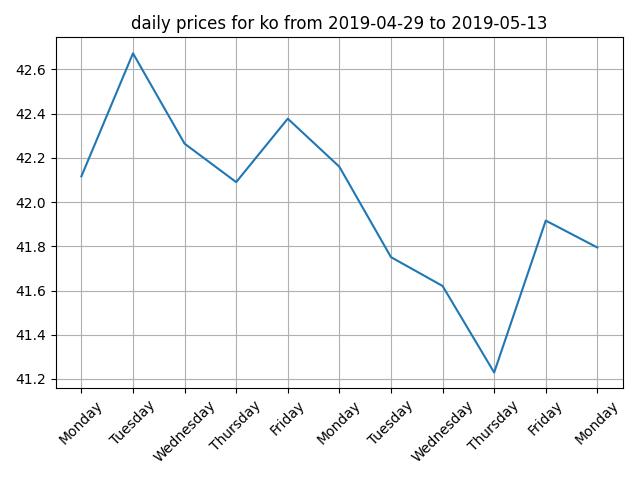 daily prices for ko from 2019-04-29 to 2019-05-13
42.6
42.4
42.2
42.0
41.8
41.6
41.4
41.2
Monday
Tuesday
Wednesday
Thursday
Friday
Monday
Tuesday
Wednesday
Thursday
Friday
Monday